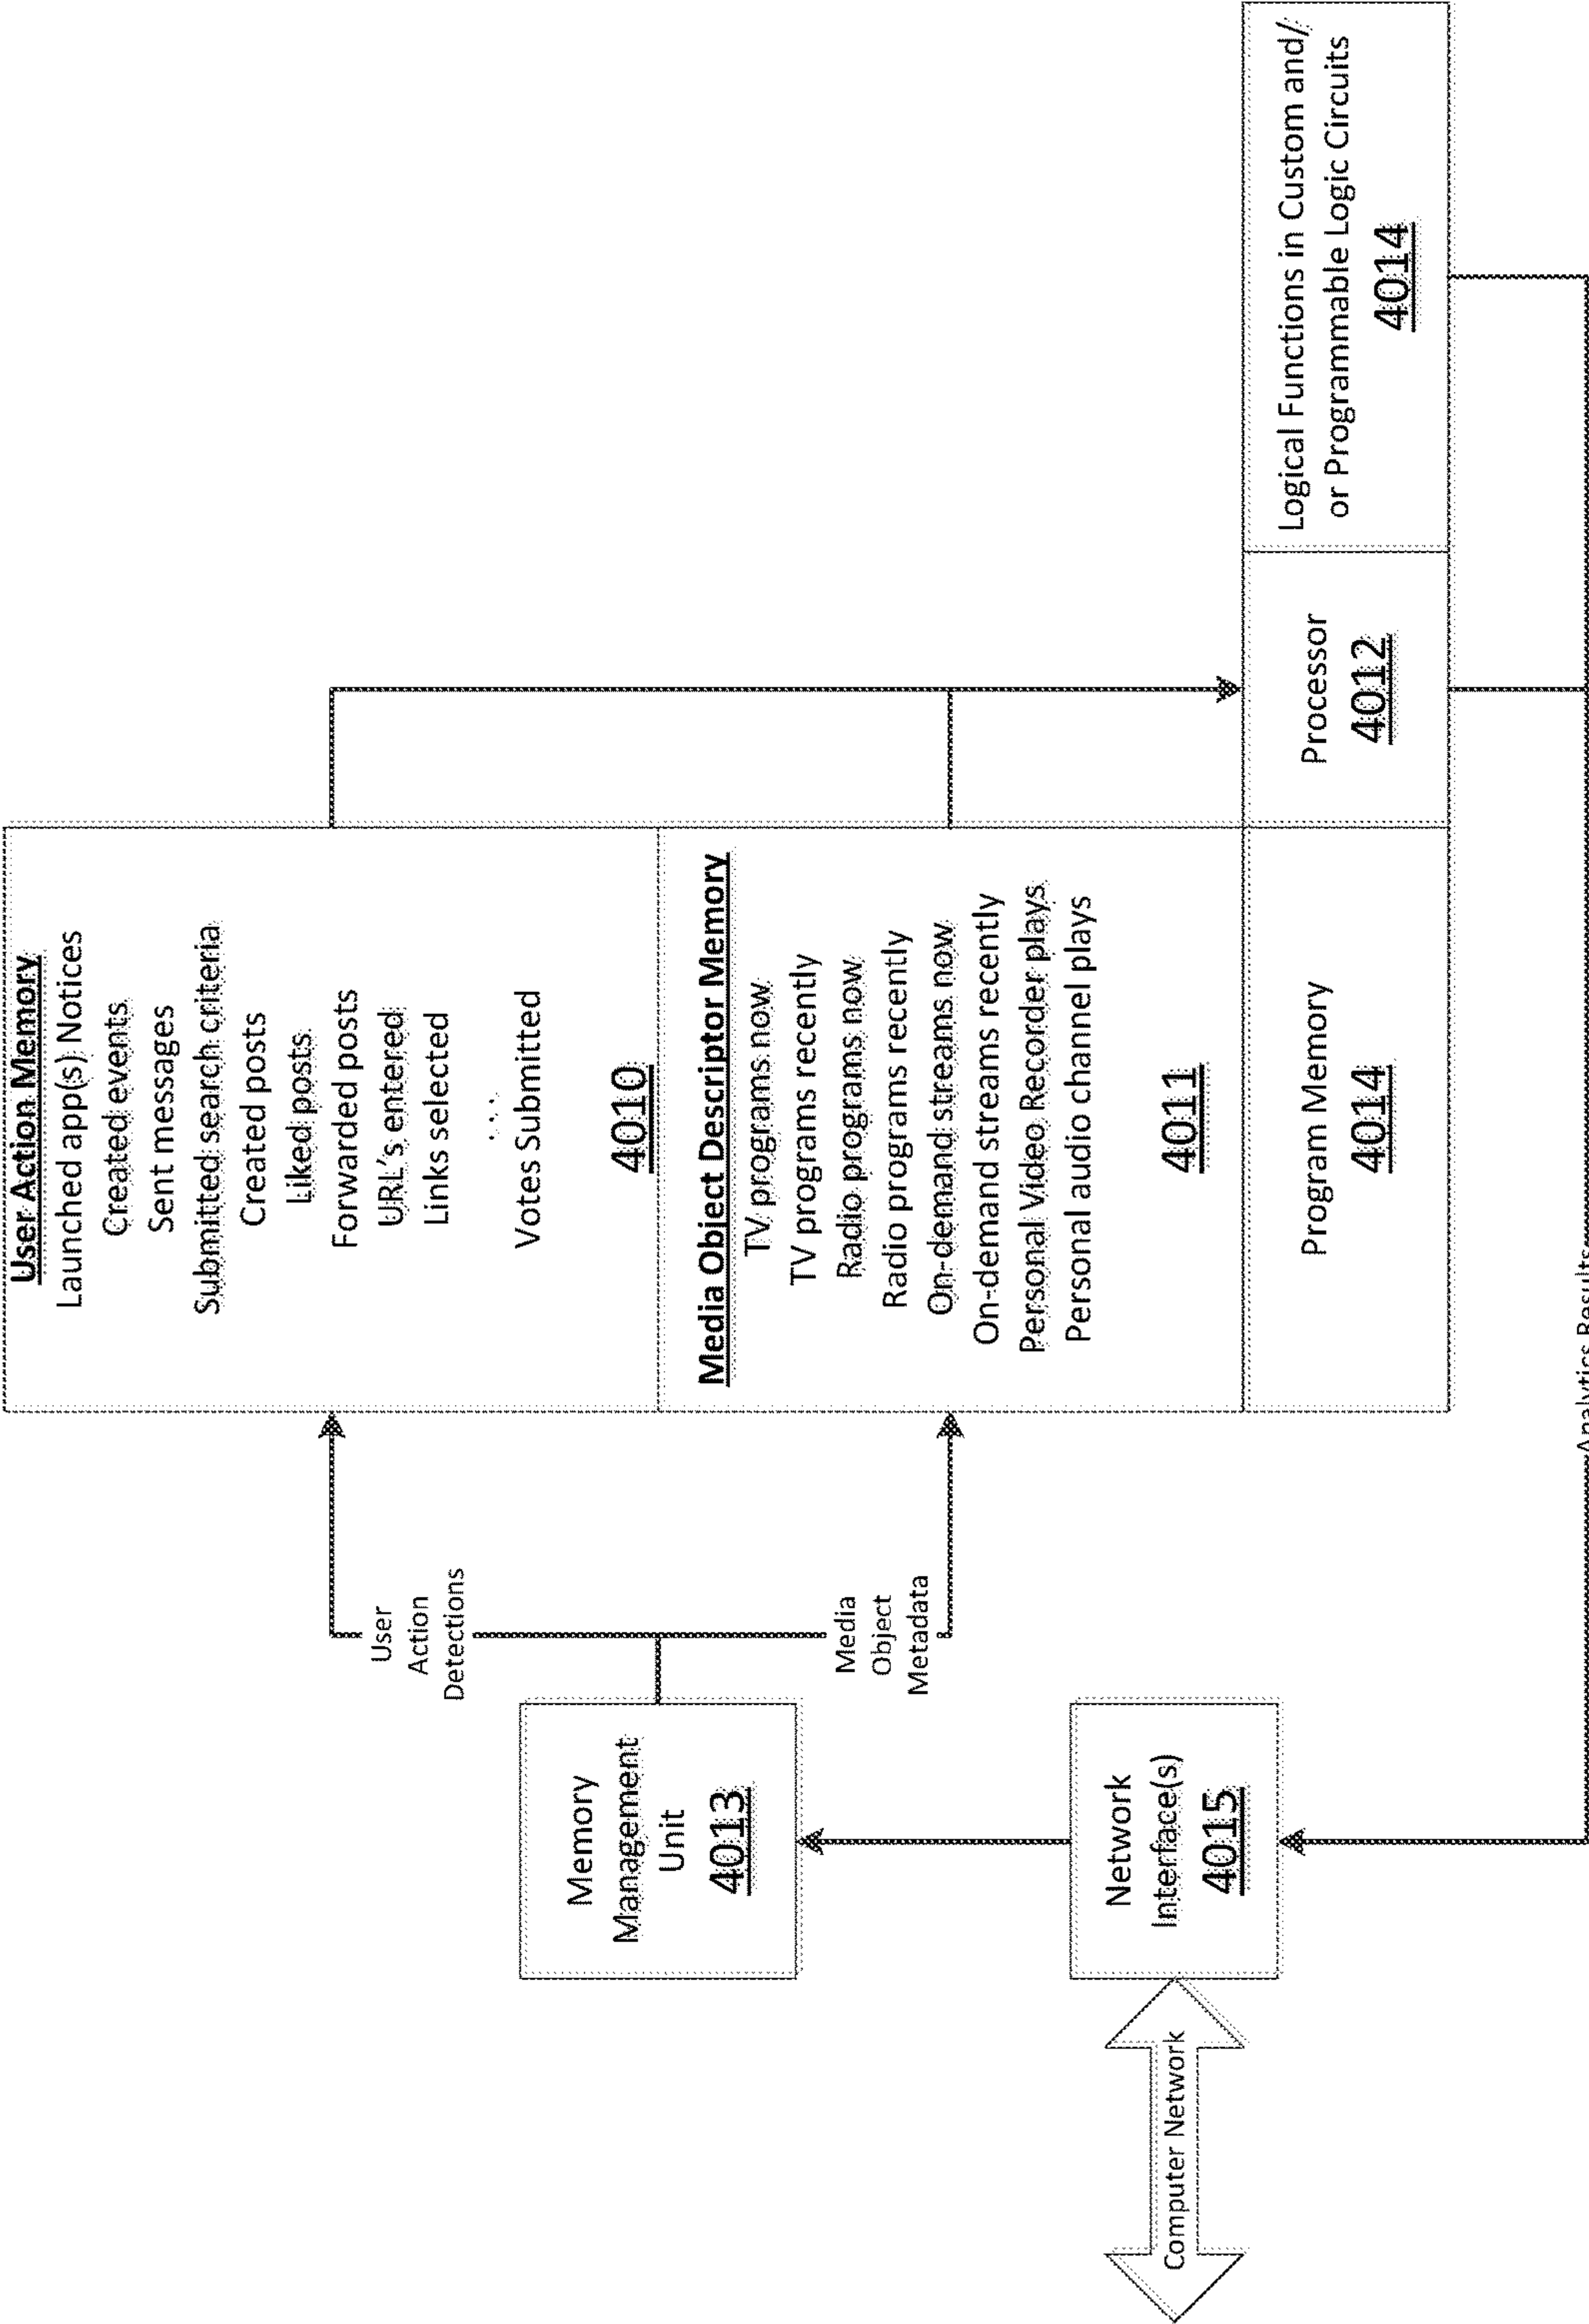 User Action Memory
Launched app(s) Notices
Created events
Sent messages
Submitted search criteria
Created posts
Liked posts
Forwarded posts
URL's entered
Links selected
...
Votes Submitted
4010
Media Object Descriptor Memory
TV programs now
TV programs recently
Radio programs now
Radio programs recently
On-demand streams now
On-demand streams recently
Personal Video Recorder plays
Personal audio channel plays
4011
Program Memory
4014
Processor
4012
Logical Functions in Custom and/
or Programmable Logic Circuits
4014
User
Action
Detections
Media
Object
Metadata
Memory
Management
Unit
4013
Network
Interface(s)
4015
Computer Network
Analytics Results